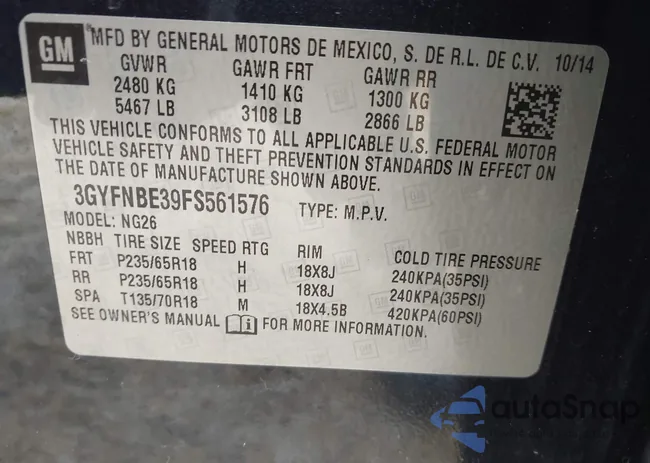 GM
MFD BY GENERAL MOTORS DE MEXICO, S. DE R.L. DE C.V. 10/14
GVWR GAWR FRT GAWR RR
2480 KG 1410 KG 1300 KG
5467 LB 3108 LB 2866 LB
THIS VEHICLE CONFORMS TO ALL APPLICABLE U.S. FEDERAL MOTOR
VEHICLE SAFETY AND THEFT PREVENTION STANDARDS IN EFFECT ON
THE DATE OF MANUFACTURE SHOWN ABOVE.
3GYFNBE39FS561576 TYPE: M.P.V.
MODEL: NG26
NBBH TIRE SIZE SPEED RTG RIM COLD TIRE PRESSURE
FRT P235/65R18 H 18X8J 240KPA(35PSI)
RR P235/65R18 H 18X8J 240KPA(35PSI)
SPA T135/70R18 M 18X4.5B 420KPA(60PSI)
SEE OWNER'S MANUAL FOR MORE INFORMATION.
autoSnap